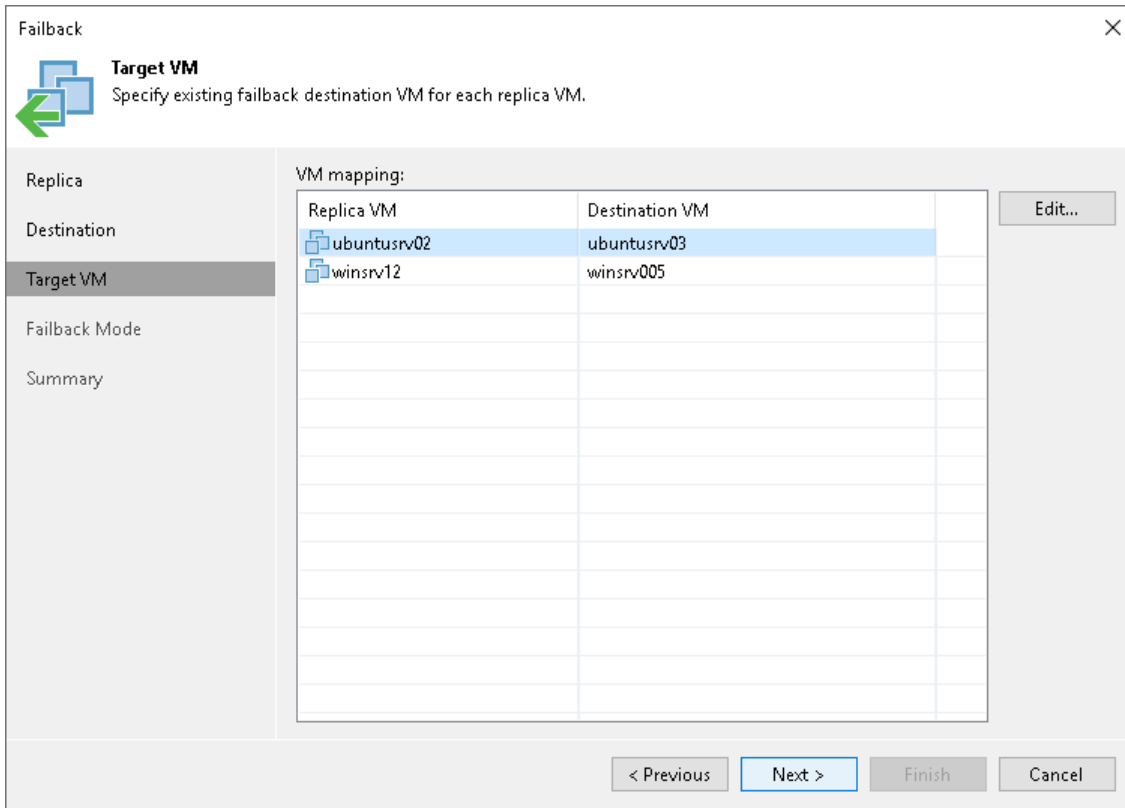 Failback
Target VM
Specify existing failback destination VM for each replica VM.
Replica
Destination
Target VM
Failback Mode
Summary
VM mapping:
Replica VM Destination VM
ubuntusrv02 ubuntusrv03
winsrv12 winsrv005
Edit...
< Previous Next > Finish Cancel